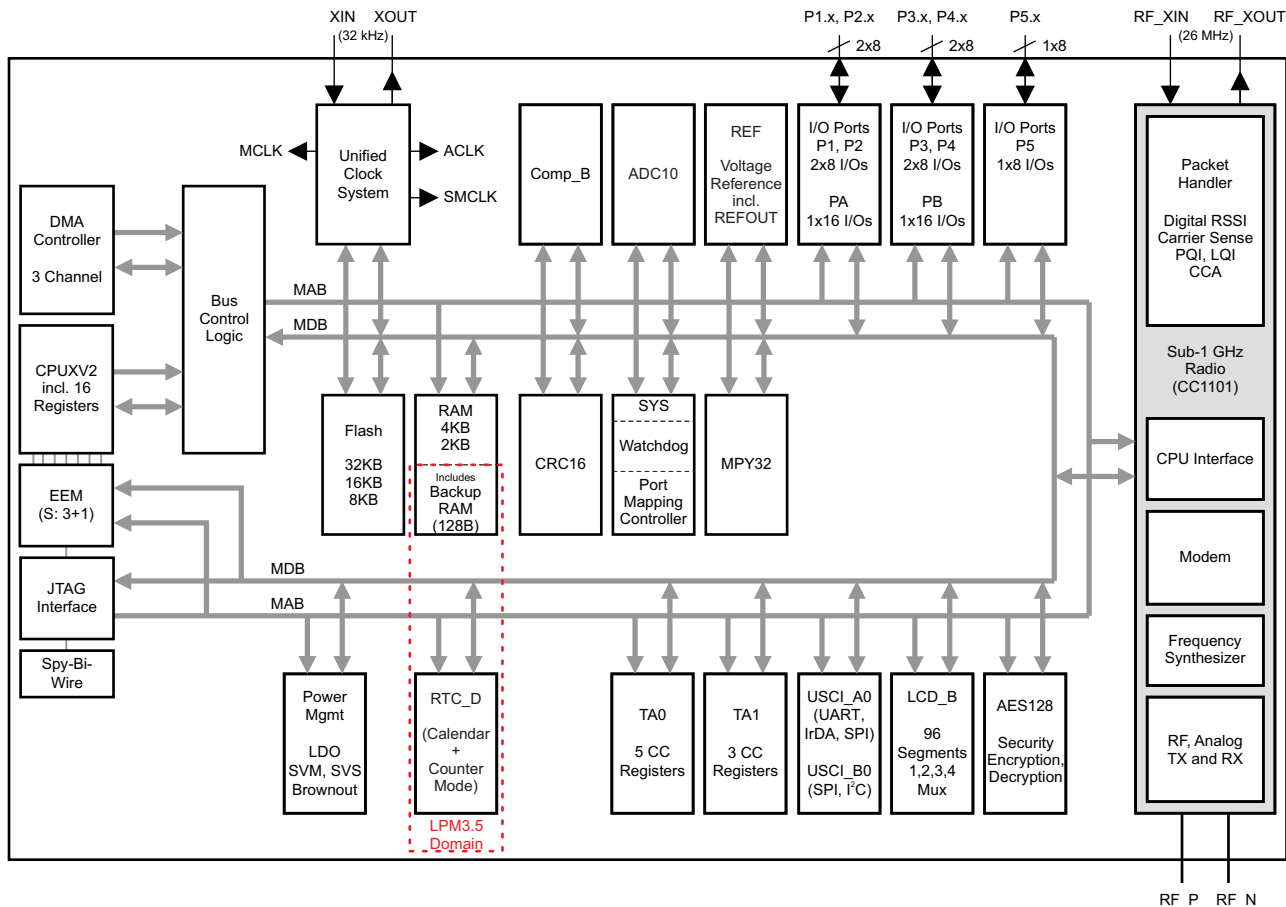 XIN XOUT
(32 kHz)
P1.x, P2.x
2x8
P3.x, P4.x
2x8
P5.x
1x8
RF_XIN RF_XOUT
(26 MHz)
MCLK
Unified
Clock
System
ACLK
SMCLK
Comp_B
ADC10
REF
Voltage
Reference
incl.
REFOUT
I/O Ports
P1, P2
2x8 I/Os
PA
1x16 I/Os
I/O Ports
P3, P4
2x8 I/Os
PB
1x16 I/Os
I/O Ports
P5
1x8 I/Os
Packet
Handler
Digital RSSI
Carrier Sense
PQI, LQI
CCA
DMA
Controller
3 Channel
Bus
Control
Logic
MAB
MDB
CPUXV2
incl. 16
Registers
Sub-1 GHz
Radio
(CC1101)
Flash
32KB
16KB
8KB
RAM
4KB
2KB
Includes
Backup
RAM
(128B)
CRC16
SYS
Watchdog
Port
Mapping
Controller
MPY32
CPU Interface
EEM
(S: 3+1)
Modem
JTAG
Interface
MDB
MAB
Spy-Bi-
Wire
Frequency
Synthesizer
Power
Mgmt
LDO
SVM, SVS
Brownout
RTC_D
(Calendar
+
Counter
Mode)
LPM3.5
Domain
TA0
5 CC
Registers
TA1
3 CC
Registers
USCI_A0
(UART,
IrDA, SPI)
USCI_B0
(SPI, I²C)
LCD_B
96
Segments
1,2,3,4
Mux
AES128
Security
Encryption,
Decryption
RF, Analog
TX and RX
RF_P RF_N